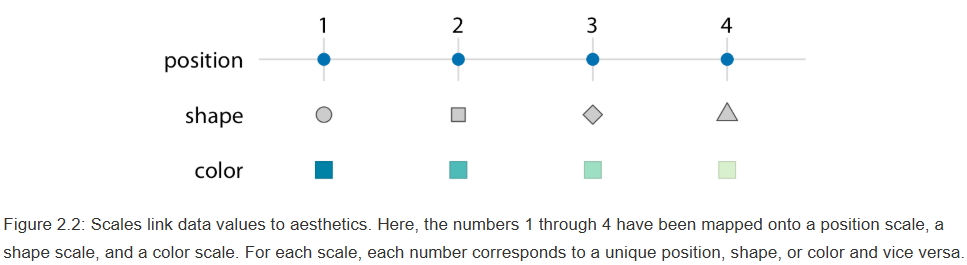 1 2 3 4
position
shape
color
Figure 2.2: Scales link data values to aesthetics. Here, the numbers 1 through 4 have been mapped onto a position scale, a
shape scale, and a color scale. For each scale, each number corresponds to a unique position, shape, or color and vice versa.